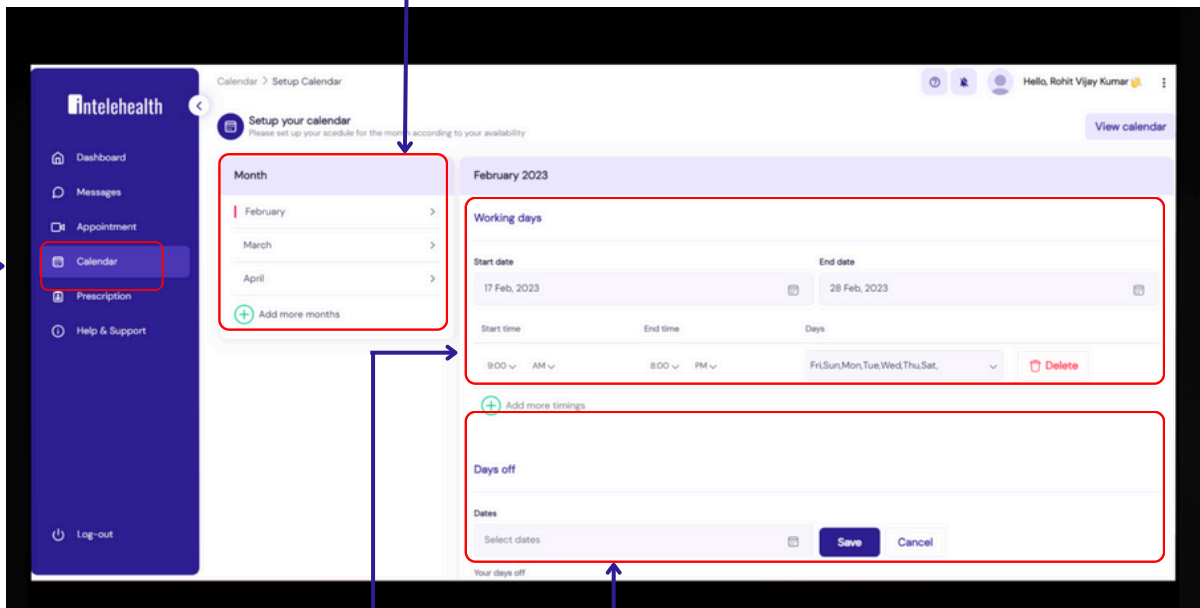 Calendar > Setup Calendar
Hello, Rohit Vijay Kumar
intelehealth
Setup your calendar
Please set up your scedule for the month according to your availability
View calendar
Dashboard
Messages
Appointment
Calendar
Prescription
Help & Support
Log-out
Month
February
March
April
Add more months
February 2023
Working days
Start date
End date
17 Feb, 2023
28 Feb, 2023
Start time
End time
Days
9:00 AM
8:00 PM
Fri,Sun,Mon,Tue,Wed,Thu,Sat,
Delete
Add more timings
Days off
Dates
Select dates
Save
Cancel
Your days off